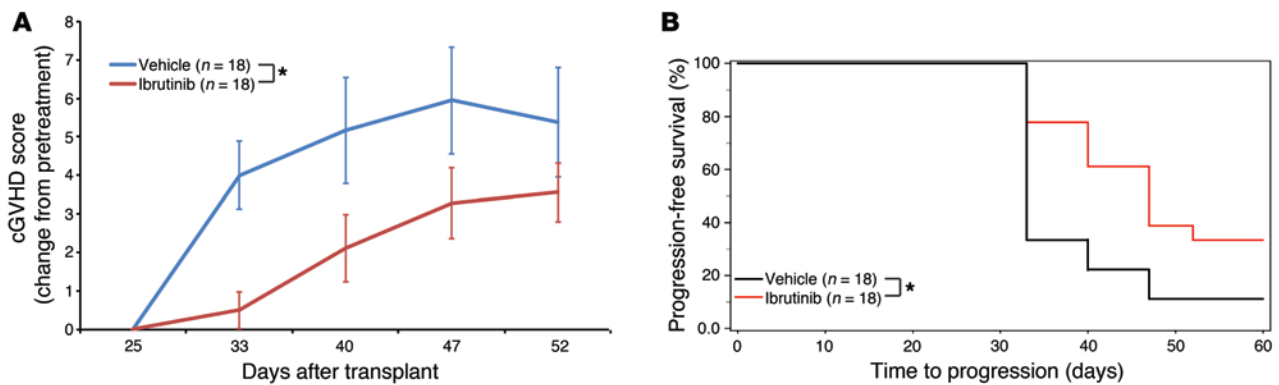 A
cGVHD score
(change from pretreatment)
8
7
6
5
4
3
2
1
0
Vehicle (n = 18)
Ibrutinib (n = 18)
*
25 33 40 47 52
Days after transplant
B
Progression-free survival (%)
100
80
60
40
20
0.0
Vehicle (n = 18)
Ibrutinib (n = 18)
*
0 10 20 30 40 50 60
Time to progression (days)